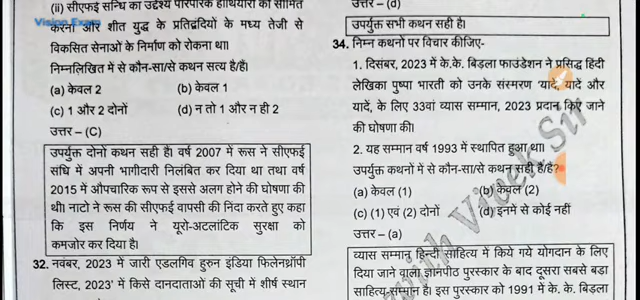 (ii) सीएफई सन्धि का उद्देश्य पारंपरिक हथियारों को सीमित
करना और शीत युद्ध के प्रतिद्वंदियों के मध्य तेजी से
विकसित सेनाओं के निर्माण को रोकना था।
निम्नलिखित में से कौन-सा/से कथन सत्य है/हैं।
(a) केवल 2 (b) केवल 1
(c) 1 और 2 दोनों (d) न तो 1 और न ही 2
उत्तर – (C)
उपर्युक्त दोनों कथन सही हैं। वर्ष 2007 में रूस ने सीएफई
संधि में अपनी भागीदारी निलंबित कर दिया था तथा वर्ष
2015 में औपचारिक रूप से इससे अलग होने की घोषणा की
थी। नाटो ने रूस की सीएफई वापसी की निंदा करते हुए कहा
कि इस निर्णय ने यूरो-अटलांटिक सुरक्षा को
कमजोर कर दिया है।
32. नवंबर, 2023 में जारी एडलगिव हुरुन इंडिया फिलेनथ्रॉपी
लिस्ट, 2023' में किसे दानदाताओं की सूची में शीर्ष स्थान
उत्तर – (d)
उपर्युक्त सभी कथन सही है।
34. निम्न कथनों पर विचार कीजिए-
1. दिसंबर, 2023 में के.के. बिड़ला फाउंडेशन ने प्रसिद्ध हिंदी
लेखिका पुष्पा भारती को उनके संस्मरण 'यादें, यादें और
यादें, के लिए 33वां व्यास सम्मान, 2023 प्रदान किए जाने
की घोषणा की।
2. यह सम्मान वर्ष 1993 में स्थापित हुआ था।
उपर्युक्त कथनों में से कौन-सा/से कथन सही है/हैं?
(a) केवल (1) (b) केवल (2)
(c) (1) एवं (2) दोनों (d) इनमे से कोई नहीं
उत्तर – (a)
व्यास सम्मान हिन्दी साहित्य में किये गये योगदान के लिए
दिया जाने वाला ज्ञानपीठ पुरस्कार के बाद दूसरा सबसे बड़ा
साहित्य-सम्मान है। इस पुरस्कार को 1991 में के.के. बिड़ला